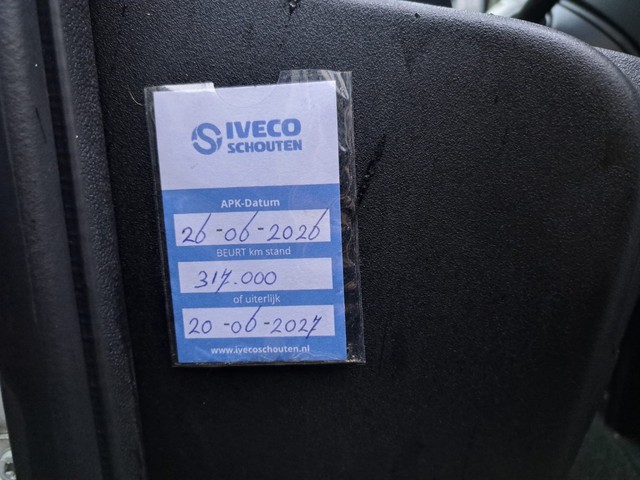 IVECO
SCHOUTEN
APK-Datum
26-06-2026
BEURT km stand
317.000
of uiterlijk
20-06-2027
www.ivecoschouten.nl